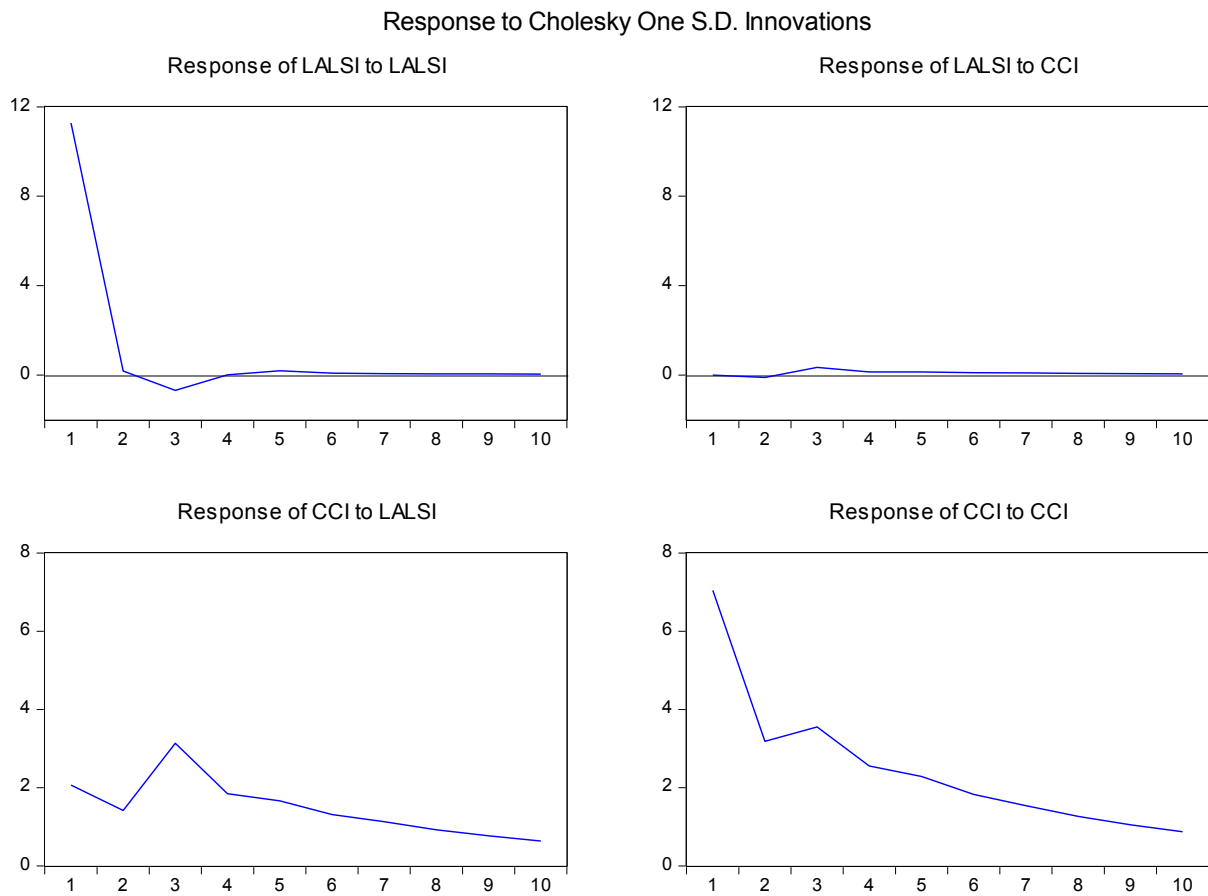 Response to Cholesky One S.D. Innovations
Response of LALSI to LALSI
12
8
4
0
1 2 3 4 5 6 7 8 9 10
Response of LALSI to CCI
12
8
4
0
1 2 3 4 5 6 7 8 9 10
Response of CCI to LALSI
8
6
4
2
0
1 2 3 4 5 6 7 8 9 10
Response of CCI to CCI
8
6
4
2
0
1 2 3 4 5 6 7 8 9 10